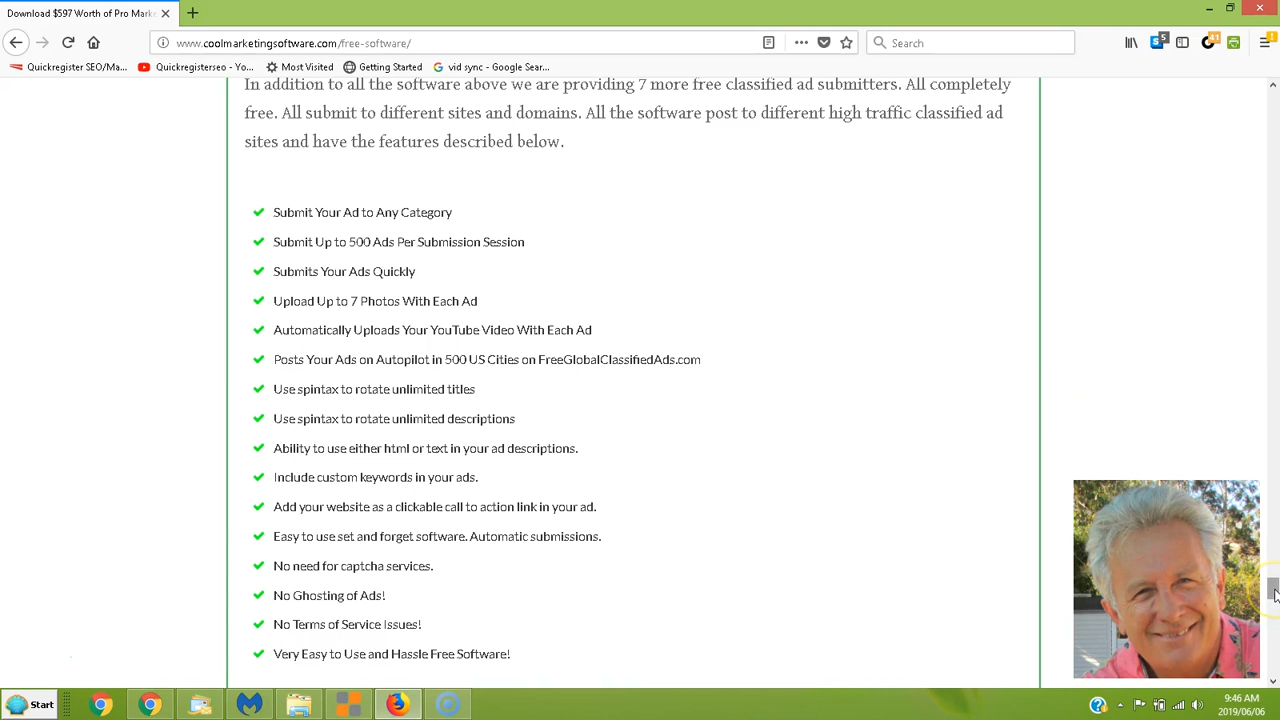 Download $597 Worth of Pro Marke
www.coolmarketingsoftware.com/free-software/
Search
5
41
1
Quickregister SEO/Ma...
Quickregisterseo - Yo...
Most Visited
Getting Started
vid sync - Google Sear...
In addition to all the software above we are providing 7 more free classified ad submitters. All completely
free. All submit to different sites and domains. All the software post to different high traffic classified ad
sites and have the features described below.
Submit Your Ad to Any Category
Submit Up to 500 Ads Per Submission Session
Submits Your Ads Quickly
Upload Up to 7 Photos With Each Ad
Automatically Uploads Your YouTube Video With Each Ad
Posts Your Ads on Autopilot in 500 US Cities on FreeGlobalClassifiedAds.com
Use spintax to rotate unlimited titles
Use spintax to rotate unlimited descriptions
Ability to use either html or text in your ad descriptions.
Include custom keywords in your ads.
Add your website as a clickable call to action link in your ad.
Easy to use set and forget software. Automatic submissions.
No need for captcha services.
No Ghosting of Ads!
No Terms of Service Issues!
Very Easy to Use and Hassle Free Software!
Start
9:46 AM
2019/06/06